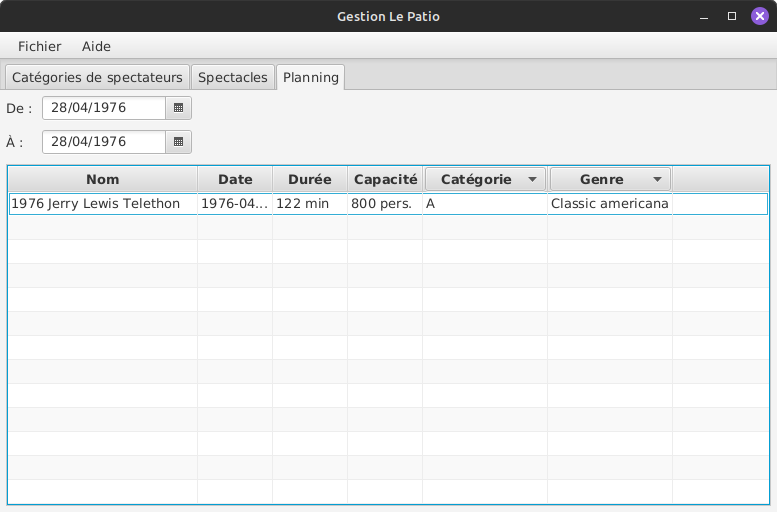 Gestion Le Patio
Fichier Aide
Catégories de spectateurs Spectacles Planning
De : 28/04/1976
À : 28/04/1976
Nom Date Durée Capacité Catégorie Genre
1976 Jerry Lewis Telethon 1976-04... 122 min 800 pers. A Classic americana